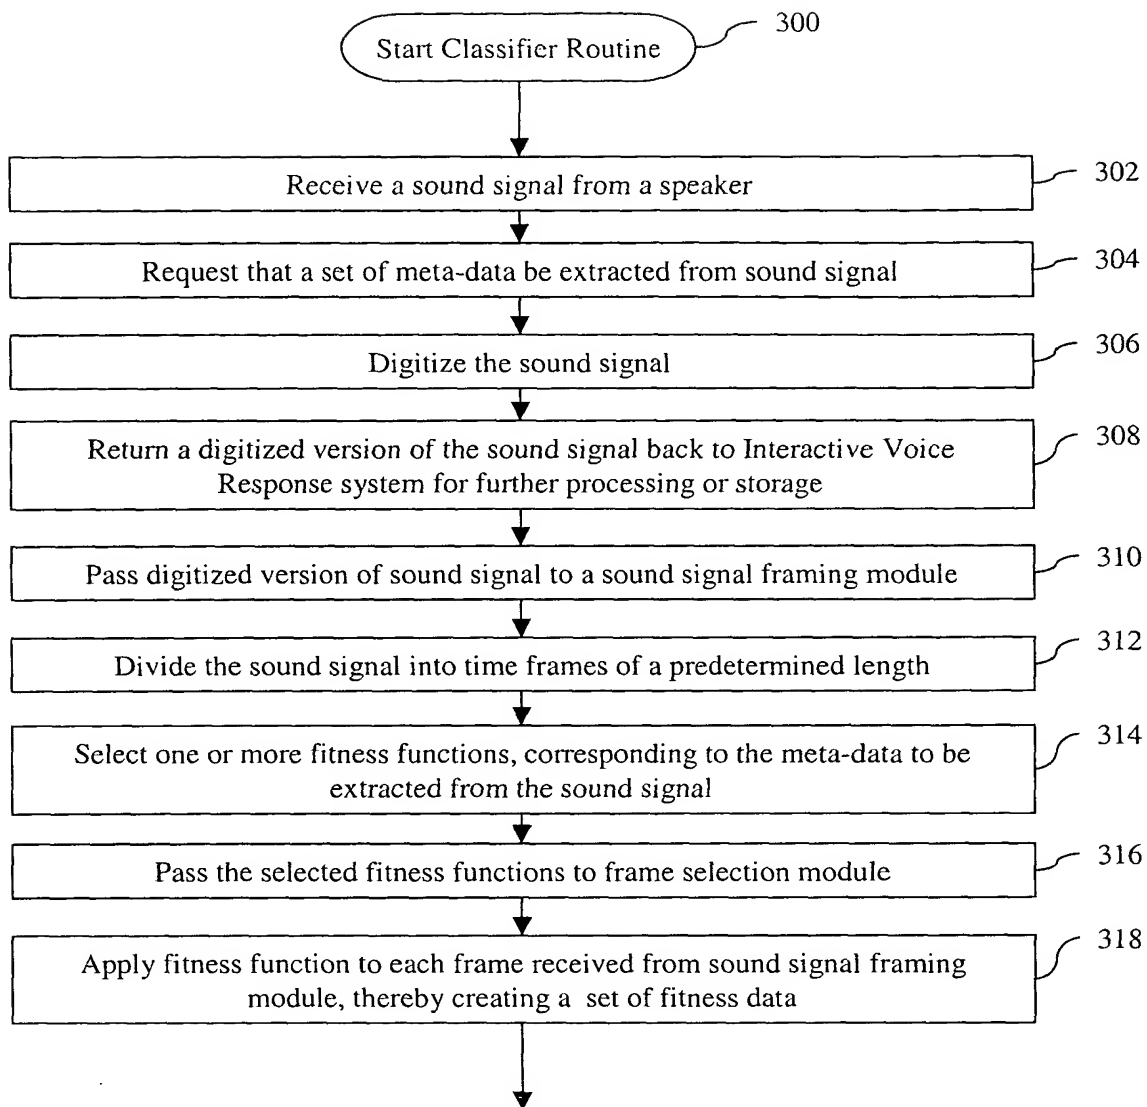 Start Classifier Routine
300
Receive a sound signal from a speaker
302
Request that a set of meta-data be extracted from sound signal
304
Digitize the sound signal
306
Return a digitized version of the sound signal back to Interactive Voice
Response system for further processing or storage
308
Pass digitized version of sound signal to a sound signal framing module
310
Divide the sound signal into time frames of a predetermined length
312
Select one or more fitness functions, corresponding to the meta-data to be
extracted from the sound signal
314
Pass the selected fitness functions to frame selection module
316
Apply fitness function to each frame received from sound signal framing
module, thereby creating a set of fitness data
318